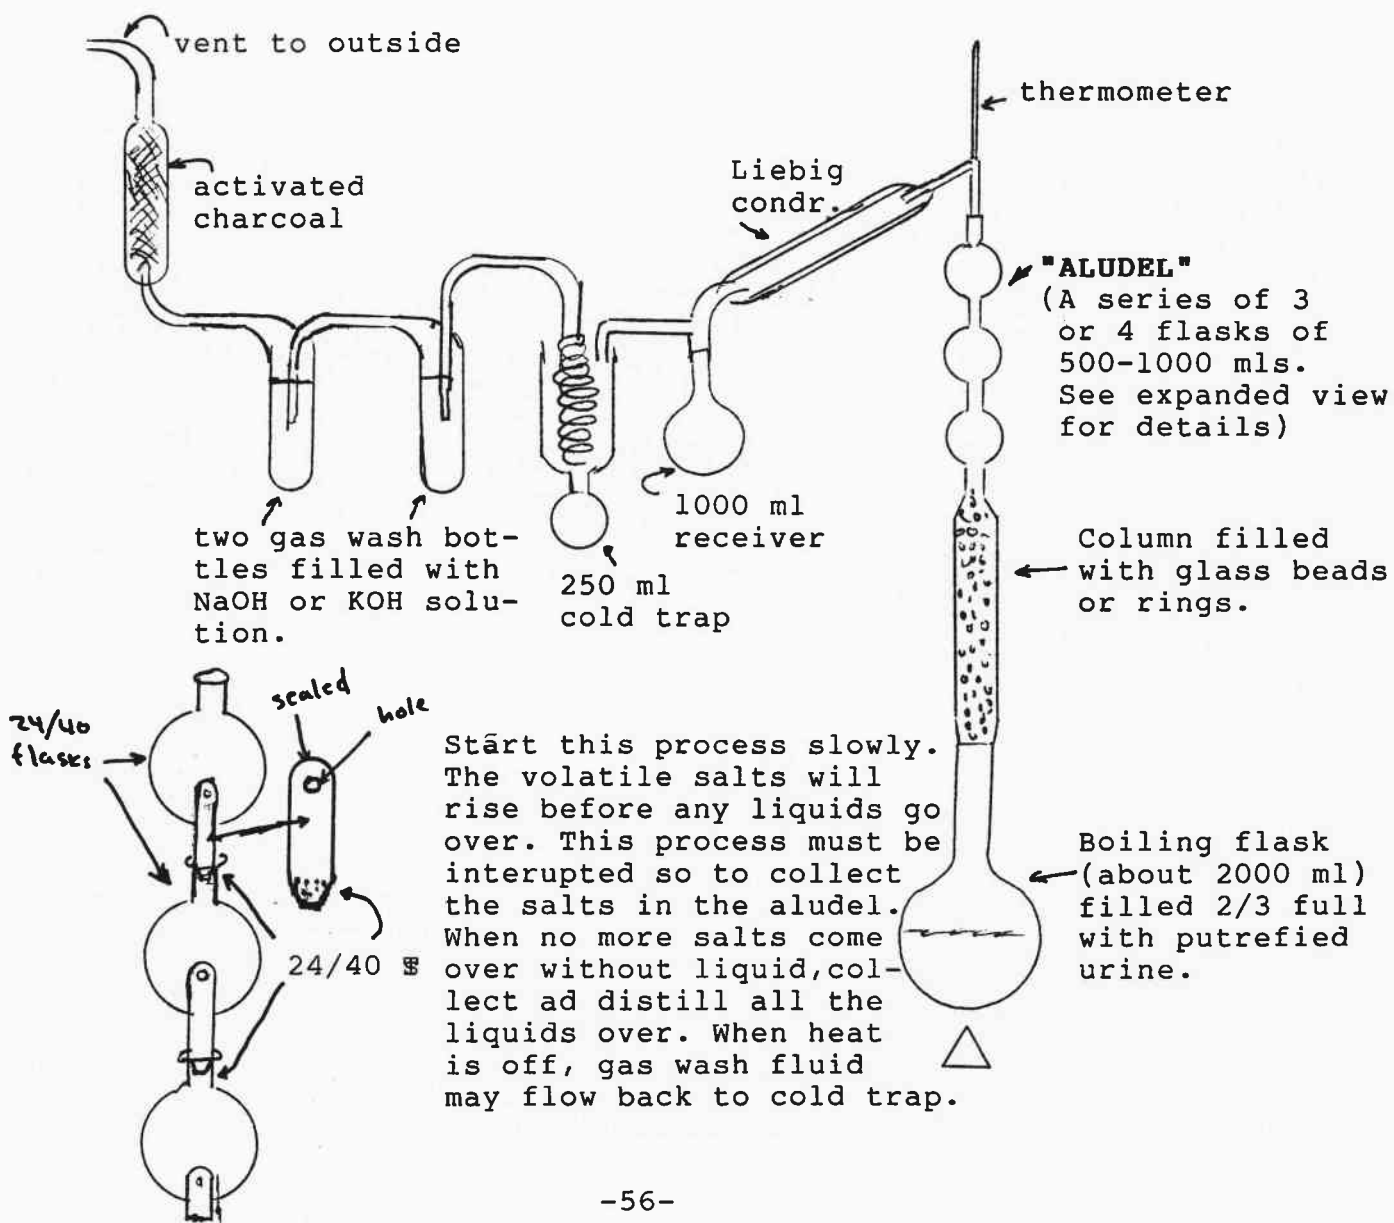 vent to outside
thermometer
activated
charcoal
Liebig
condr.
"ALUDEL"
(A series of 3
or 4 flasks of
500-1000 mls.
See expanded view
for details)
two gas wash bot-
tles filled with
NaOH or KOH solu-
tion.
250 ml
cold trap
1000 ml
receiver
Column filled
with glass beads
or rings.
24/40
flasks
sealed
hole
24/40
Start this process slowly.
The volatile salts will
rise before any liquids go
over. This process must be
interupted so to collect
the salts in the aludel.
When no more salts come
over without liquid,col-
lect ad distill all the
liquids over. When heat
is off, gas wash fluid
may flow back to cold trap.
Boiling flask
(about 2000 ml)
filled 2/3 full
with putrefied
urine.
-56-